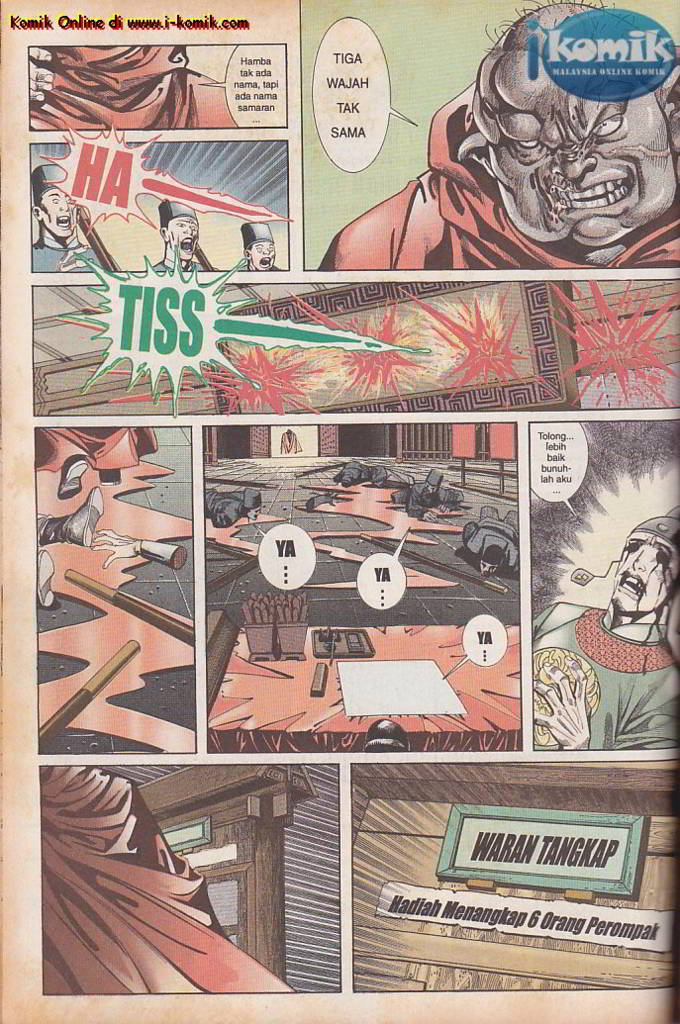 Komik Online di www.i-komik.com
ikomik
MALAYSIA ONLINE KOMIK
Hamba
tak ada
nama, tapi
ada nama
samaran
...
TIGA
WAJAH
TAK
SAMA
HA
TISS
YA
...
YA
...
YA
...
Tolong...
lebih
baik
bunuh-
lah aku
...
WARAN TANGKAP
Hadiah Menangkap 6 Orang Perompak